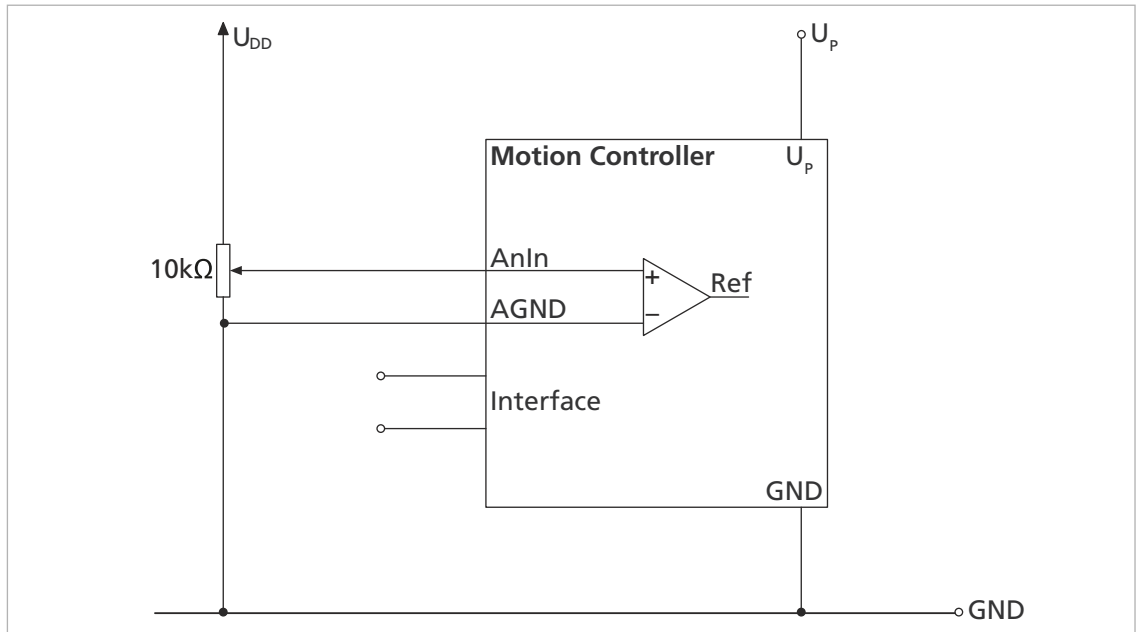 U_DD
U_P
Motion Controller
U_P
AnIn
10kΩ
+
Ref
AGND
−
Interface
GND
GND